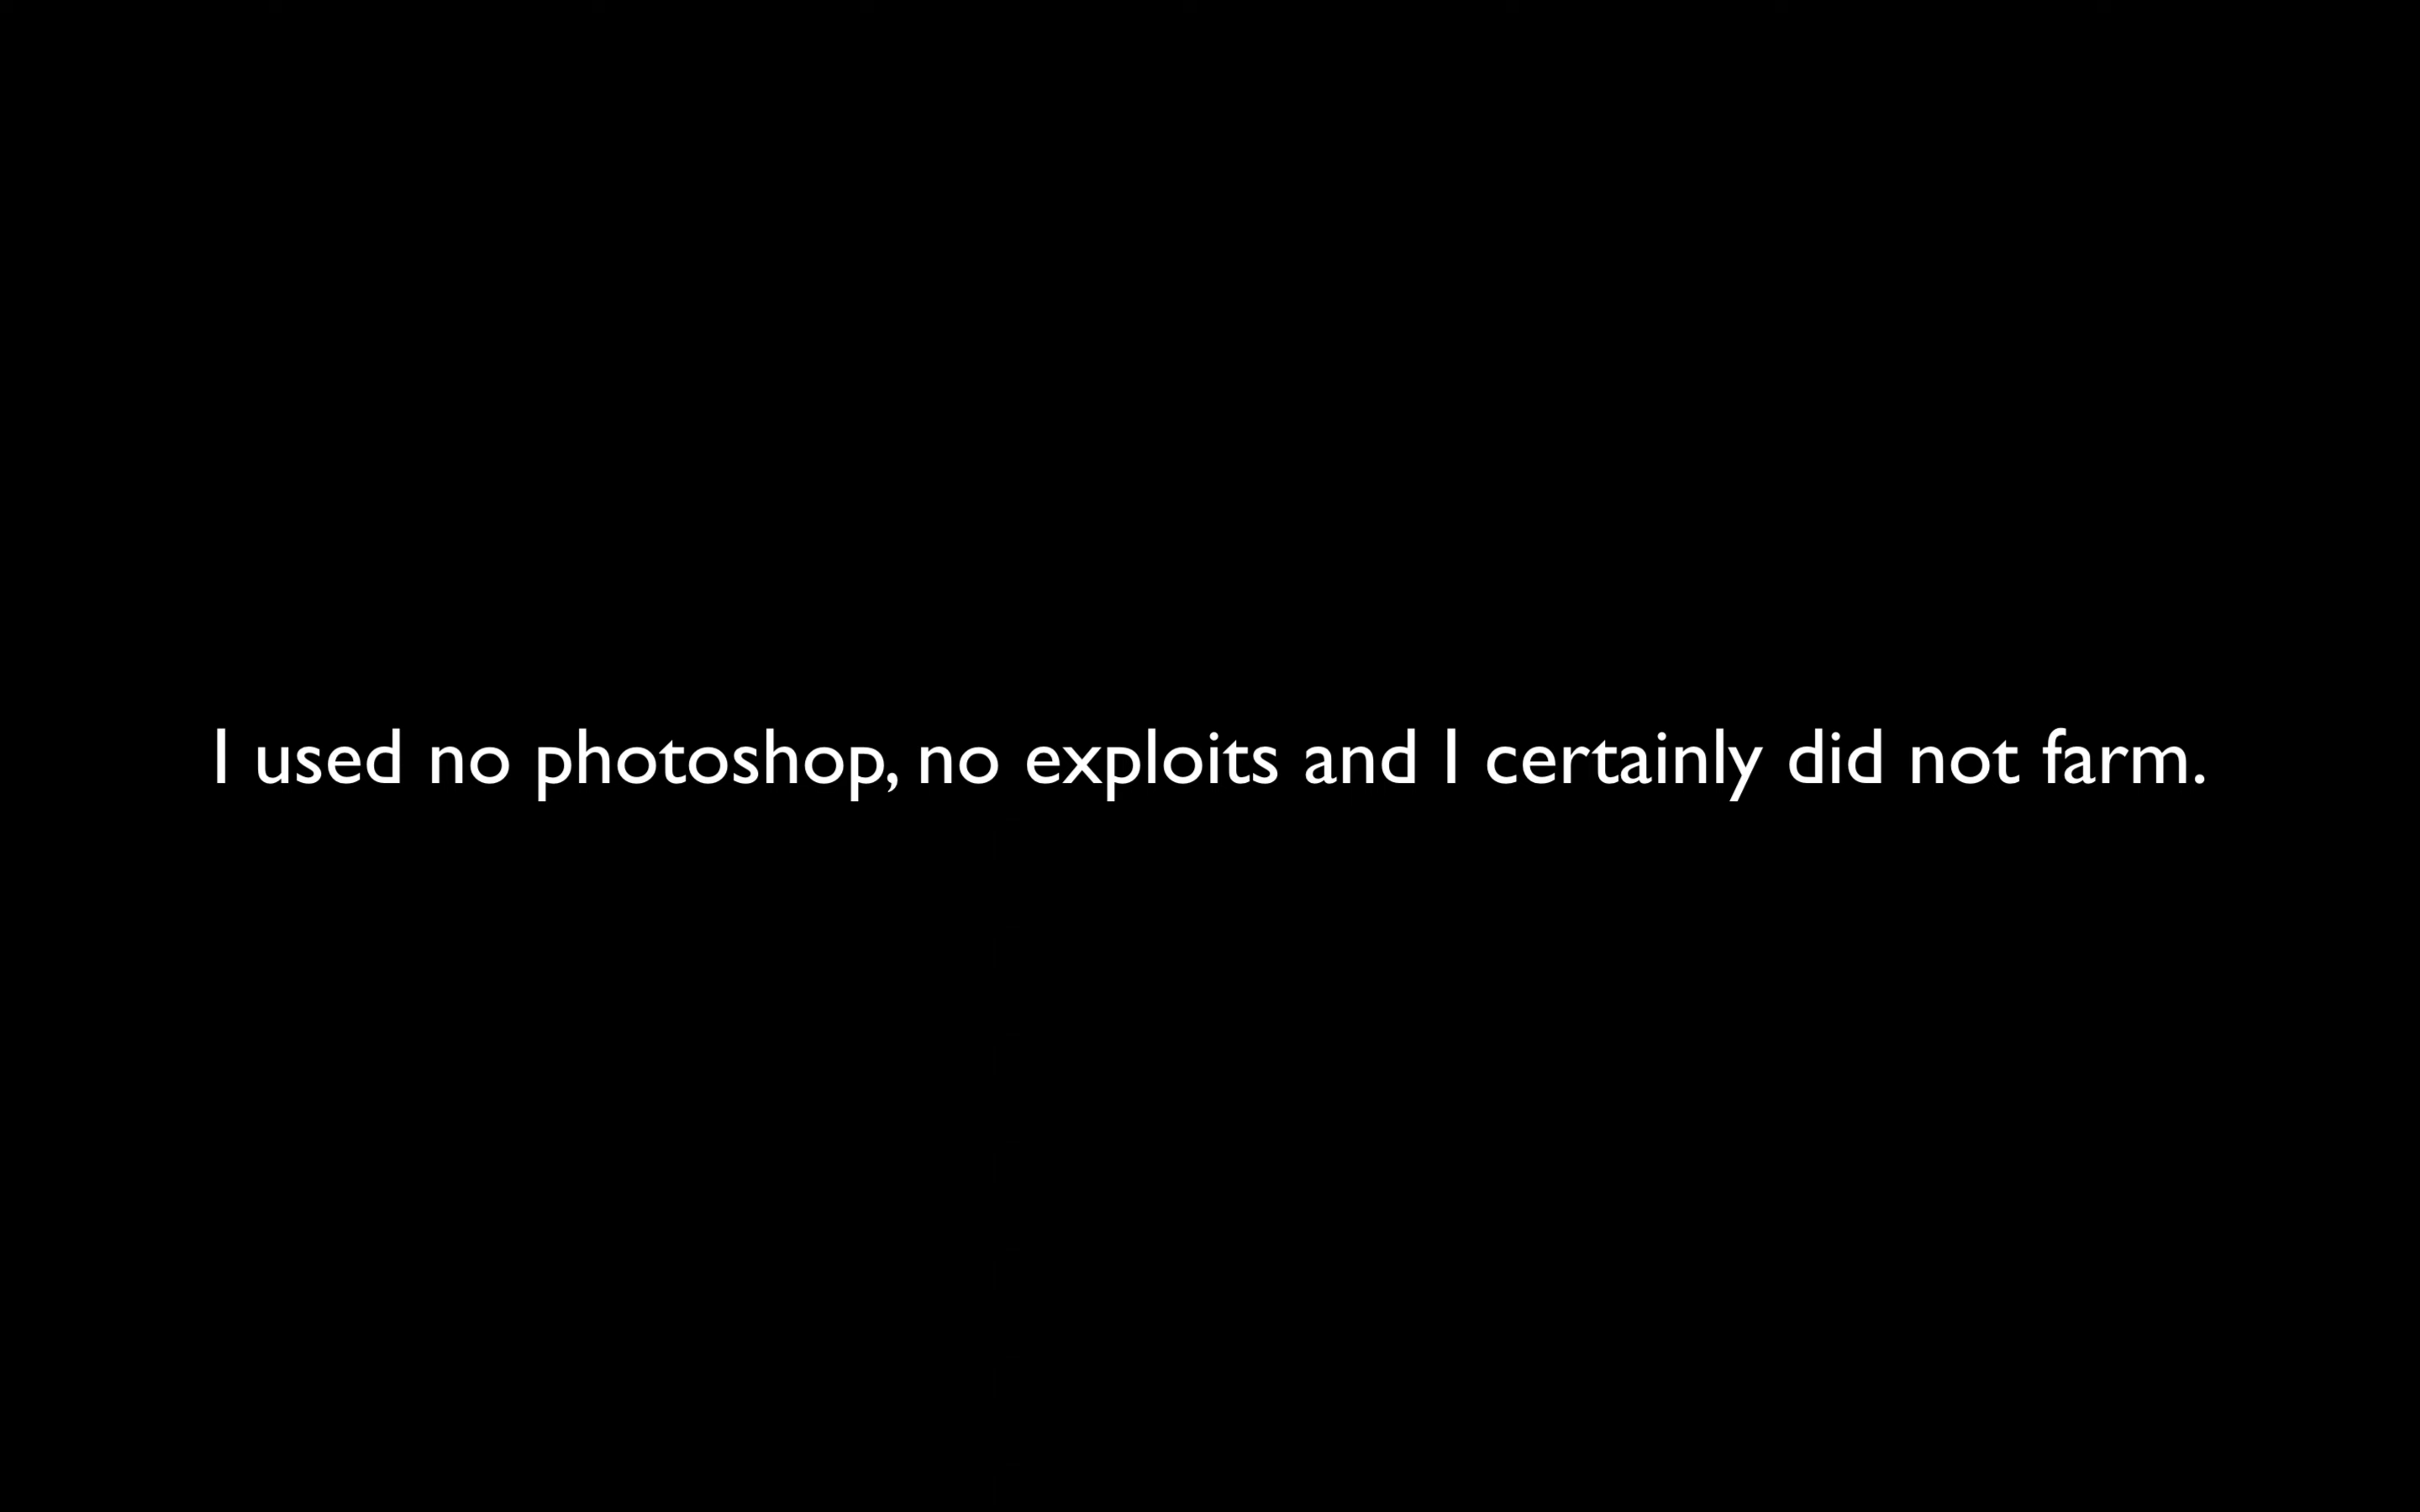 I used no photoshop, no exploits and I certainly did not farm.